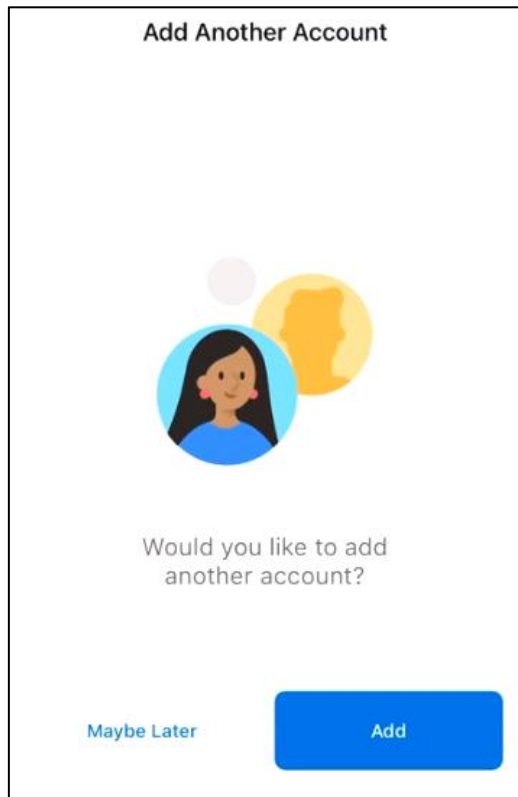 Add Another Account
Would you like to add
another account?
Maybe Later
Add